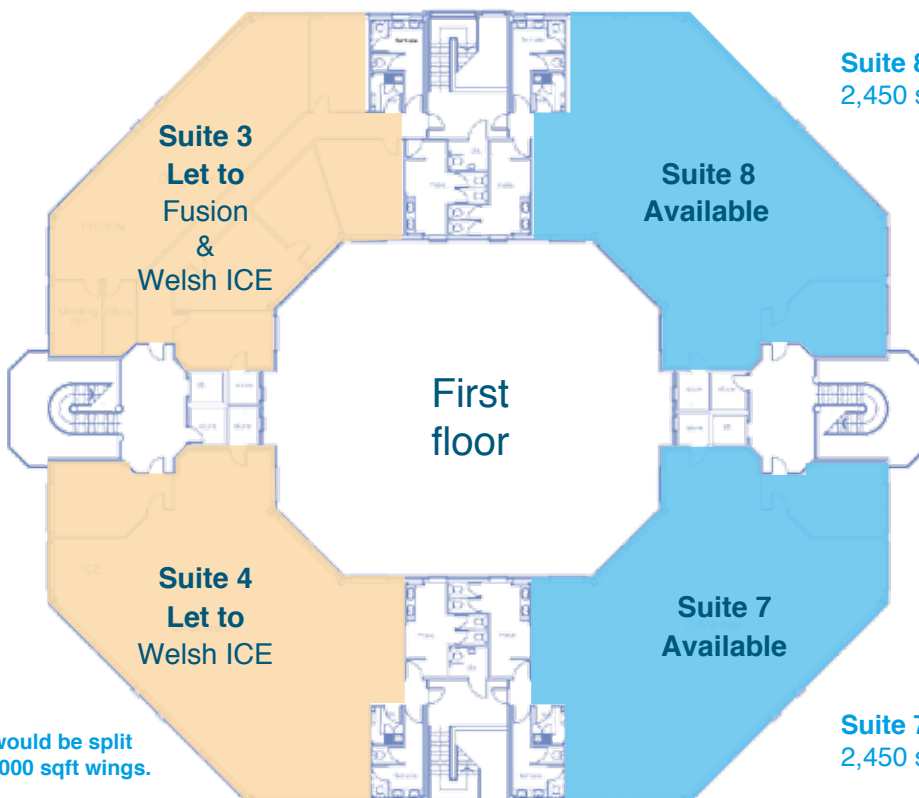 Suite 8
2,450 s
Suite 3
Let to
Fusion
&
Welsh ICE
Suite 8
Available
First
floor
Suite 4
Let to
Welsh ICE
Suite 7
Available
would be split
000 sqft wings.
Suite 7
2,450 s